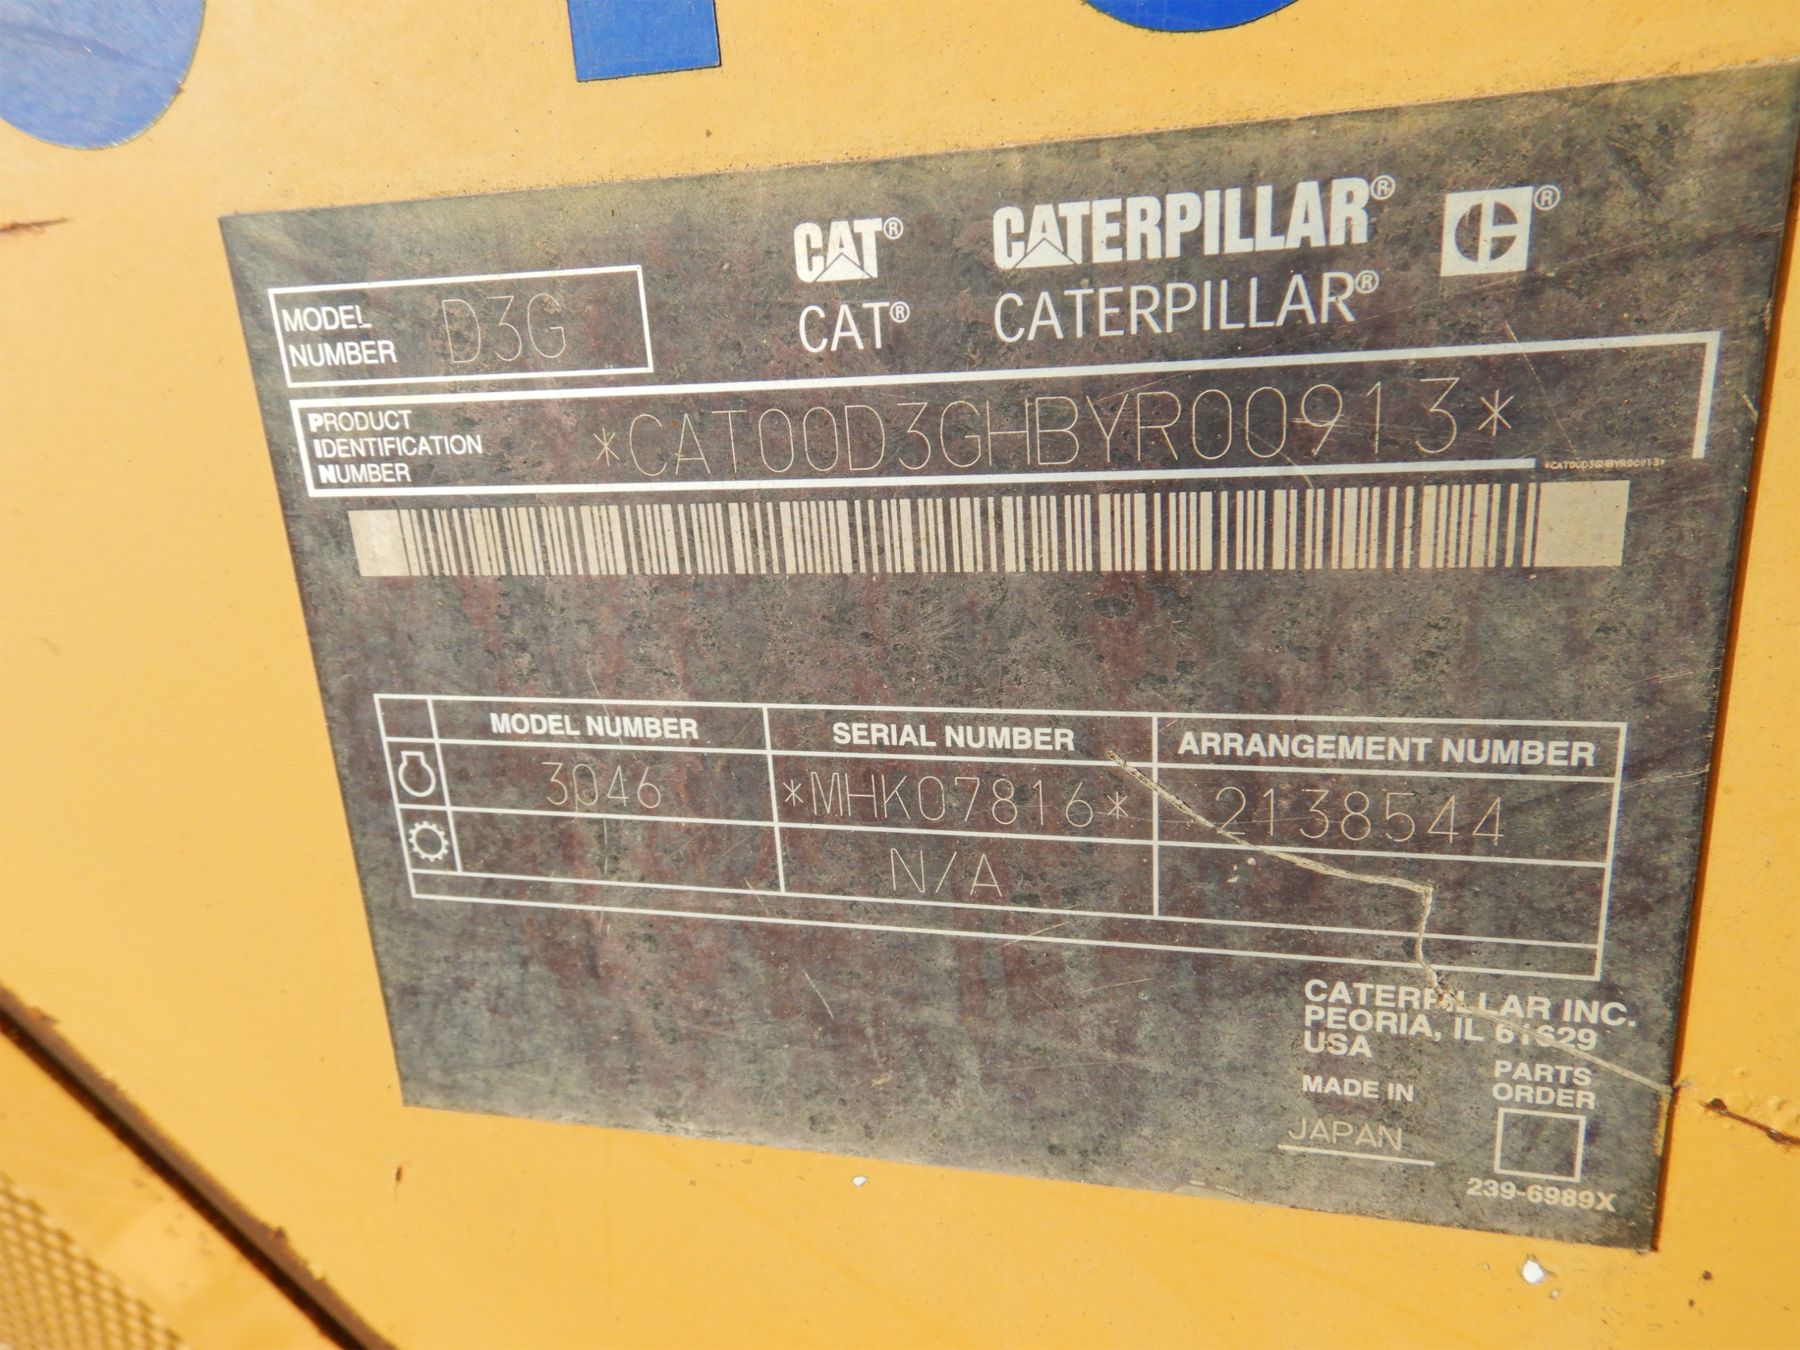 CAT® CATERPILLAR® ®
CAT® CATERPILLAR®
MODEL
NUMBER D3G
PRODUCT
IDENTIFICATION
NUMBER
*CAT00D3GHBYR00913*
*CAT00D3GHBYR00913*
MODEL NUMBER SERIAL NUMBER ARRANGEMENT NUMBER
3046 *MHK07816* 2138544
N/A
CATERPILLAR INC.
PEORIA, IL 61629
USA
MADE IN
JAPAN
PARTS
ORDER
239-6989X